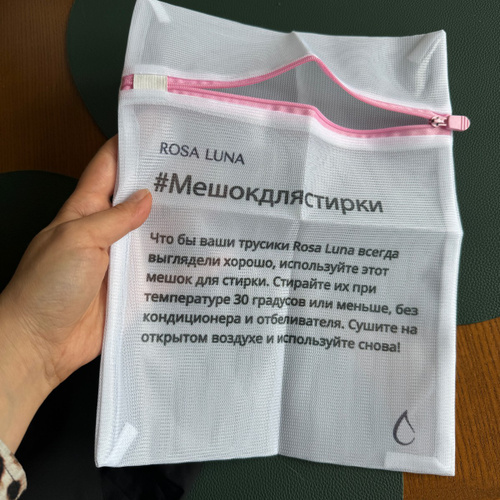 ROSA LUNA
#Мешокдлястирки
Что бы ваши трусики Rosa Luna всегда
выглядели хорошо, используйте этот
мешок для стирки. Стирайте их при
температуре 30 градусов или меньше, без
кондиционера и отбеливателя. Сушите на
открытом воздухе и используйте снова!